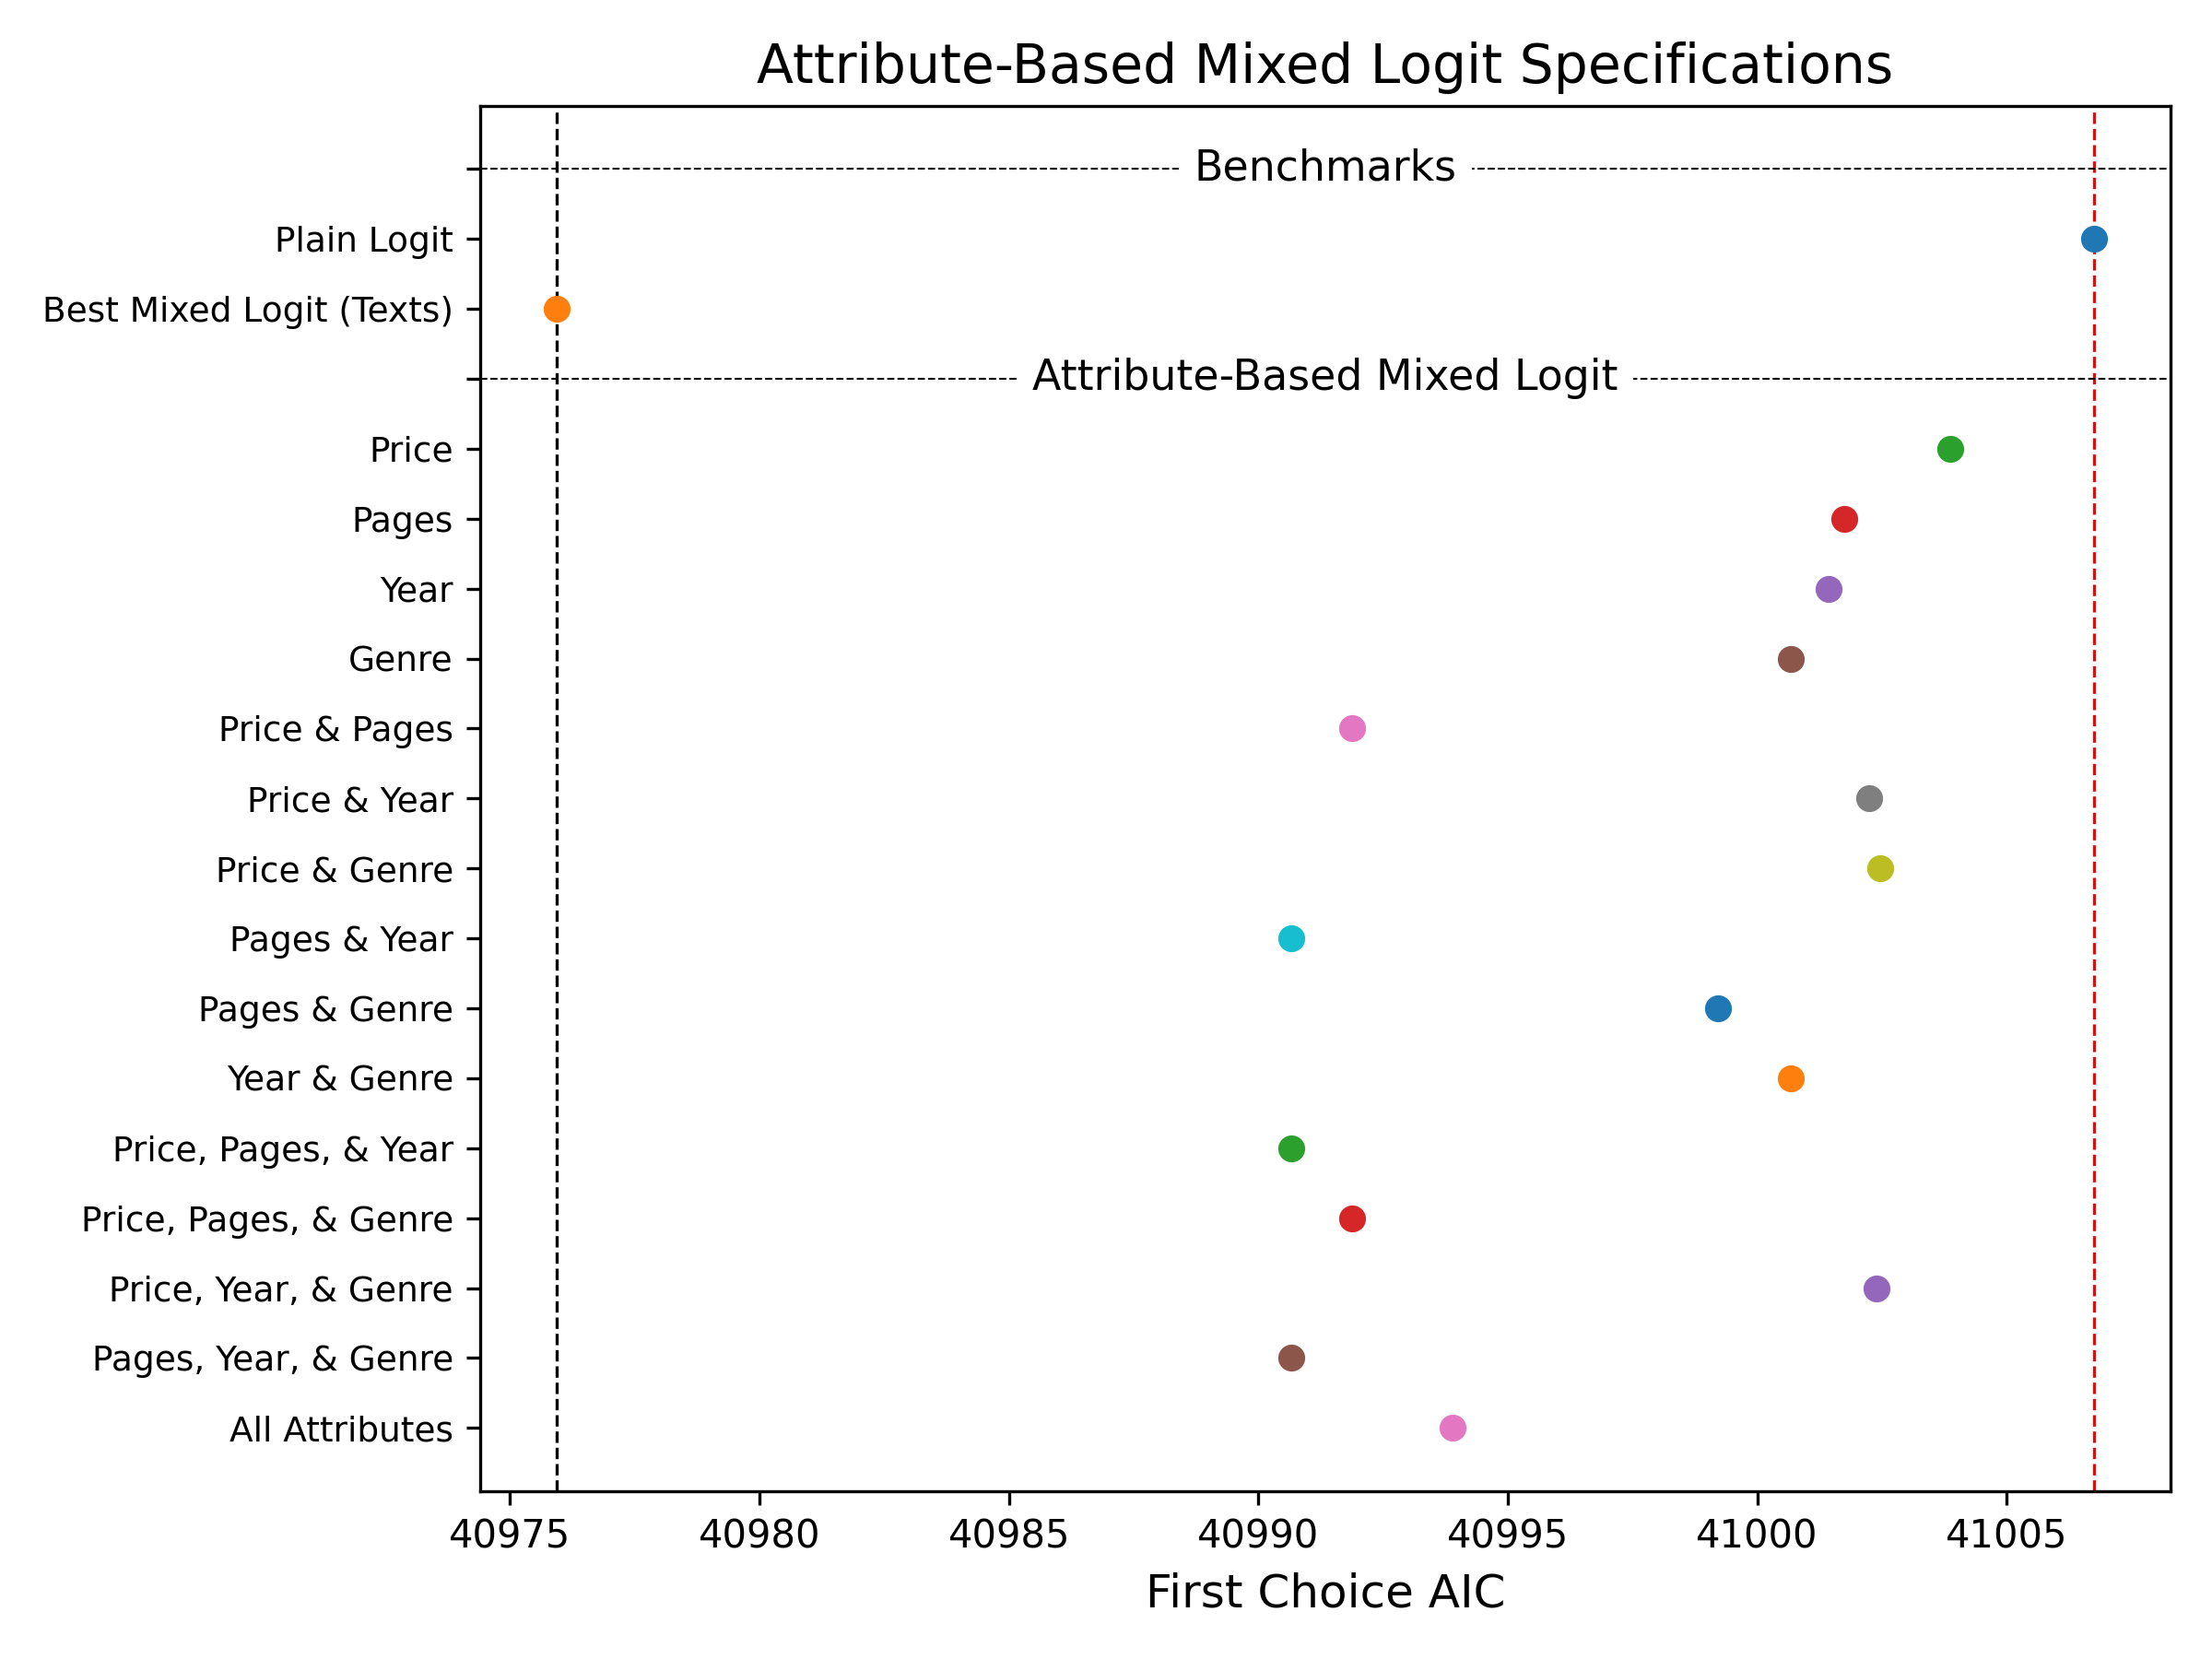 Attribute-Based Mixed Logit Specifications
Benchmarks
Plain Logit
Best Mixed Logit (Texts)
Attribute-Based Mixed Logit
Price
Pages
Year
Genre
Price & Pages
Price & Year
Price & Genre
Pages & Year
Pages & Genre
Year & Genre
Price, Pages, & Year
Price, Pages, & Genre
Price, Year, & Genre
Pages, Year, & Genre
All Attributes
40975 40980 40985 40990 40995 41000 41005
First Choice AIC